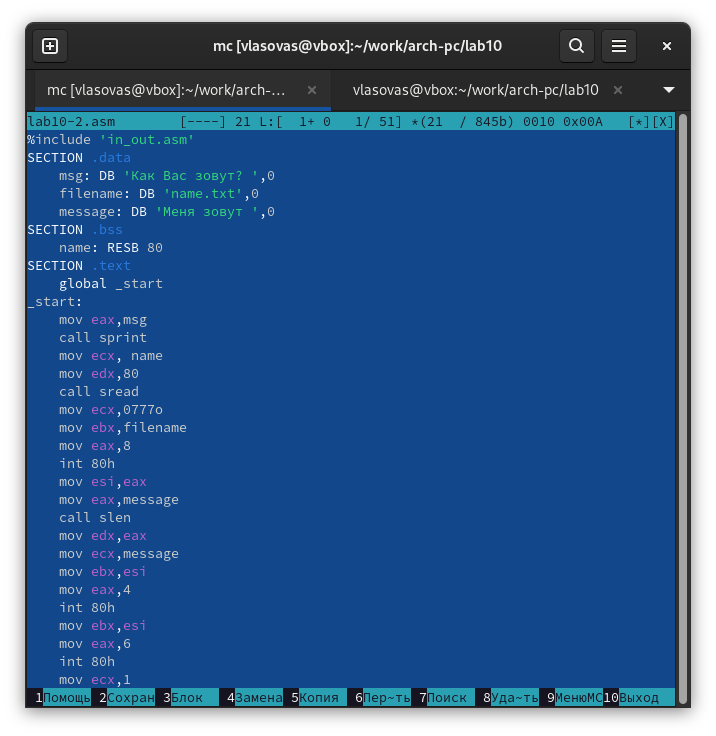 mc [vlasovas@vbox]:~/work/arch-pc/lab10
mc [vlasovas@vbox]:~/work/arch-... × vlasovas@vbox:~/work/arch-pc/lab10 ×
lab10-2.asm [----] 21 L:[ 1+ 0 1/ 51] *(21 / 845b) 0010 0x00A [*][X]
%include 'in_out.asm'
SECTION .data
msg: DB 'Как Вас зовут? ',0
filename: DB 'name.txt',0
message: DB 'Меня зовут ',0
SECTION .bss
name: RESB 80
SECTION .text
global _start
_start:
mov eax,msg
call sprint
mov ecx, name
mov edx,80
call sread
mov ecx,0777o
mov ebx,filename
mov eax,8
int 80h
mov esi,eax
mov eax,message
call slen
mov edx,eax
mov ecx,message
mov ebx,esi
mov eax,4
int 80h
mov ebx,esi
mov eax,6
int 80h
mov ecx,1
1Помощь 2Сохран 3Блок 4Замена 5Копия 6Пер~ть 7Поиск 8Уда~ть 9МенюMC 10Выход